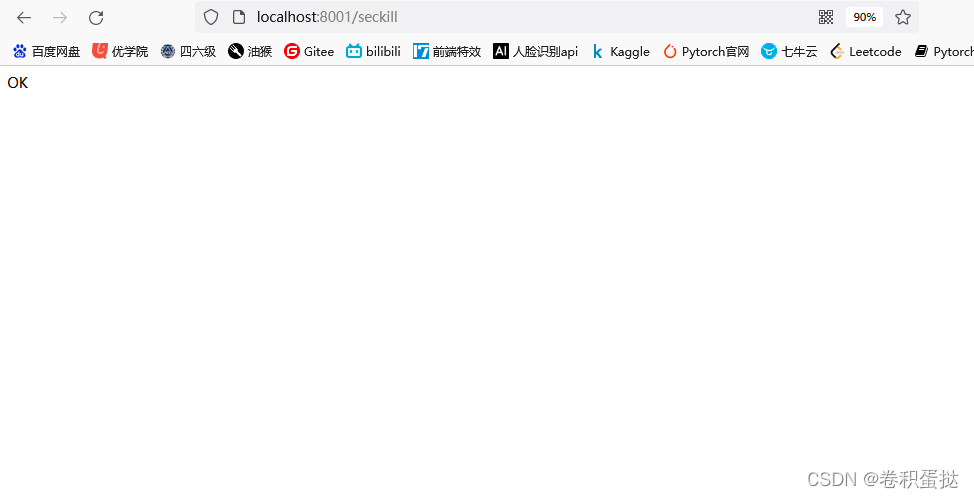 localhost:8001/seckill 90%
百度网盘 优学院 四六级 油猴 Gitee bilibili 前端特效 AI 人脸识别api k Kaggle Pytorch官网 七牛云 Leetcode Pytorch
OK
CSDN @卷积蛋挞